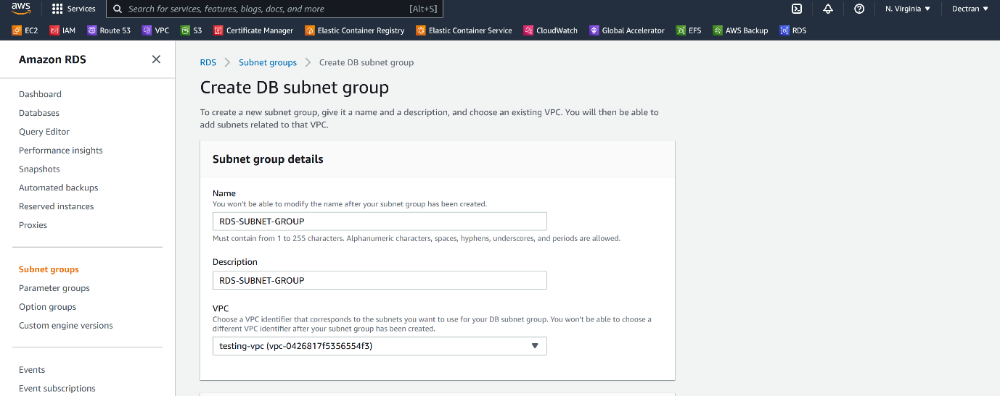 aws
Services
Search for services, features, blogs, docs, and more
[Alt+S]
N. Virginia ▼
Dectran ▼
EC2
IAM
Route 53
VPC
S3
Certificate Manager
Elastic Container Registry
Elastic Container Service
CloudWatch
Global Accelerator
EFS
AWS Backup
RDS
Amazon RDS
Dashboard
Databases
Query Editor
Performance insights
Snapshots
Automated backups
Reserved instances
Proxies
Subnet groups
Parameter groups
Option groups
Custom engine versions
Events
Event subscriptions
RDS > Subnet groups > Create DB subnet group
Create DB subnet group
To create a new subnet group, give it a name and a description, and choose an existing VPC. You will then be able to
add subnets related to that VPC.
Subnet group details
Name
You won't be able to modify the name after your subnet group has been created.
RDS-SUBNET-GROUP
Must contain from 1 to 255 characters. Alphanumeric characters, spaces, hyphens, underscores, and periods are allowed.
Description
RDS-SUBNET-GROUP
VPC
Choose a VPC identifier that corresponds to the subnets you want to use for your DB subnet group. You won't be able to choose a
different VPC identifier after your subnet group has been created.
testing-vpc (vpc-0426817f5356554f3)